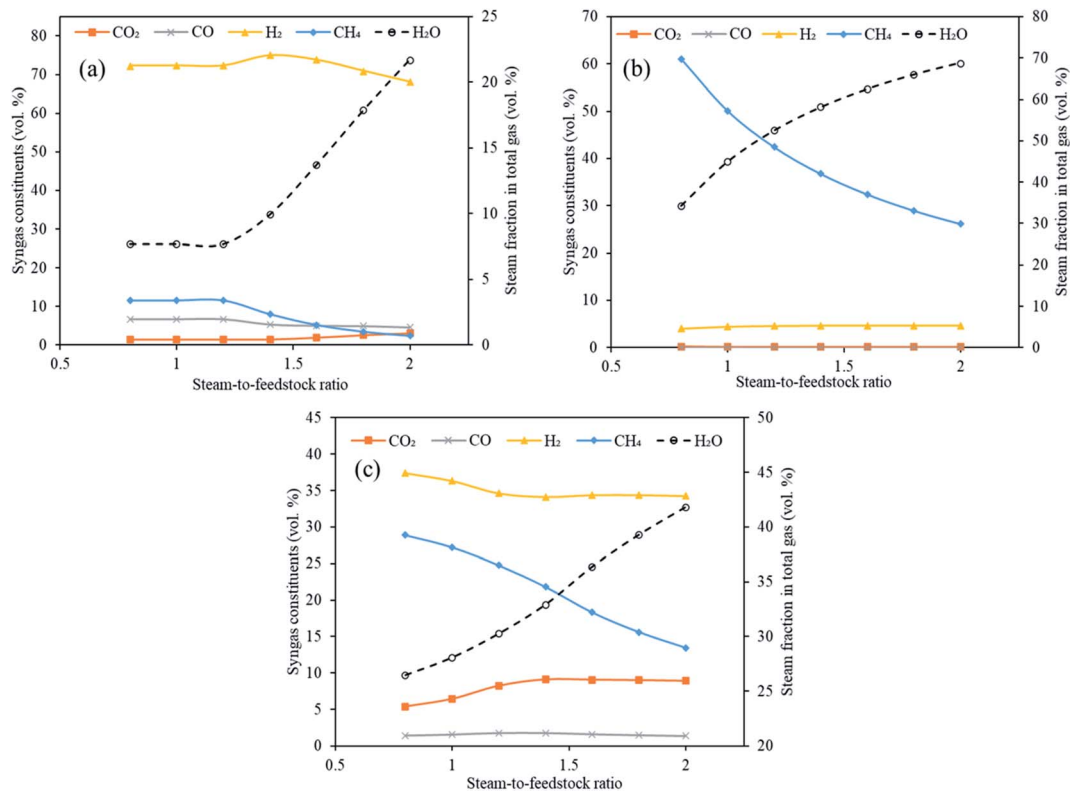 CO₂ CO H₂ CH₄ H₂O
(a)
Syngas constituents (vol. %)
80
70
60
50
40
30
20
10
0
25
20
15
10
5
0
Steam fraction in total gas (vol. %)
0.5 1 1.5 2
Steam-to-feedstock ratio
CO₂ CO H₂ CH₄ H₂O
(b)
Syngas constituents (vol. %)
70
60
50
40
30
20
10
0
80
70
60
50
40
30
20
10
0
Steam fraction in total gas (vol. %)
0.5 1 1.5 2
Steam-to-feedstock ratio
CO₂ CO H₂ CH₄ H₂O
(c)
Syngas constituents (vol. %)
45
40
35
30
25
20
15
10
5
0
50
45
40
35
30
25
20
Steam fraction in total gas (vol. %)
0.5 1 1.5 2
Steam-to-feedstock ratio